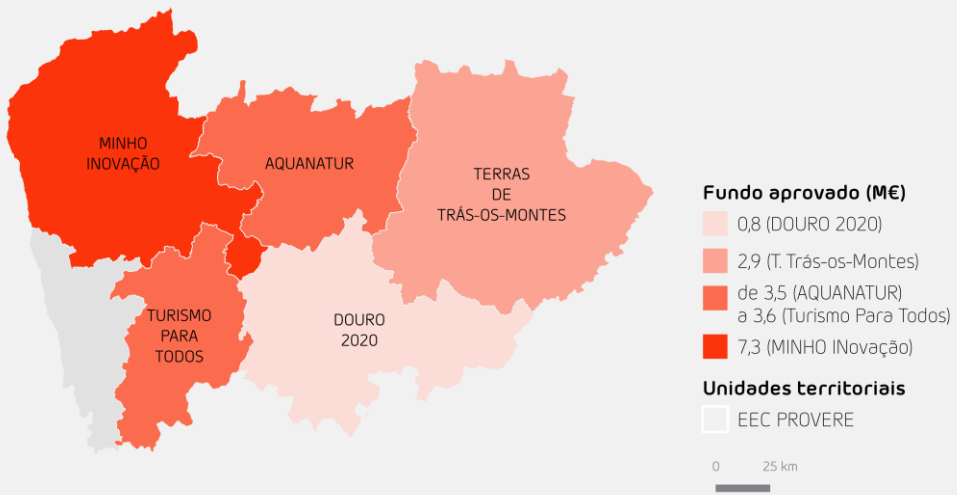 MINHO
INOVAÇÃO
AQUANATUR
TERRAS
DE
TRÁS-OS-MONTES
TURISMO
PARA
TODOS
DOURO
2020
Fundo aprovado (M€)
0,8 (DOURO 2020)
2,9 (T. Trás-os-Montes)
de 3,5 (AQUANATUR)
a 3,6 (Turismo Para Todos)
7,3 (MINHO INovação)
Unidades territoriais
EEC PROVERE
0 25 km